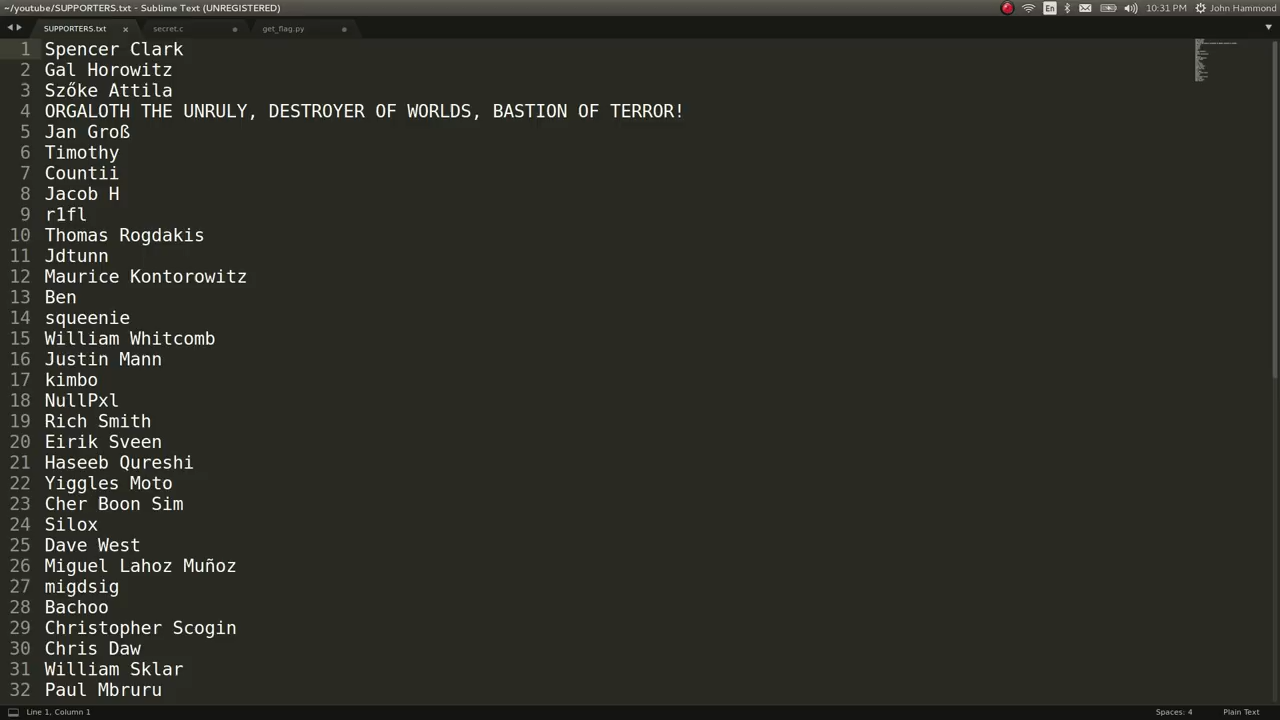 ~/youtube/SUPPORTERS.txt - Sublime Text (UNREGISTERED)
En
10:31 PM
John Hammond
SUPPORTERS.txt
secret.c
get_flag.py
1 Spencer Clark
2 Gal Horowitz
3 Szőke Attila
4 ORGALOTH THE UNRULY, DESTROYER OF WORLDS, BASTION OF TERROR!
5 Jan Groß
6 Timothy
7 Countii
8 Jacob H
9 r1fl
10 Thomas Rogdakis
11 Jdtunn
12 Maurice Kontorowitz
13 Ben
14 squeenie
15 William Whitcomb
16 Justin Mann
17 kimbo
18 NullPxl
19 Rich Smith
20 Eirik Sveen
21 Haseeb Qureshi
22 Yiggles Moto
23 Cher Boon Sim
24 Silox
25 Dave West
26 Miguel Lahoz Muñoz
27 migdsig
28 Bachoo
29 Christopher Scogin
30 Chris Daw
31 William Sklar
32 Paul Mbruru
Line 1, Column 1
Spaces: 4
Plain Text